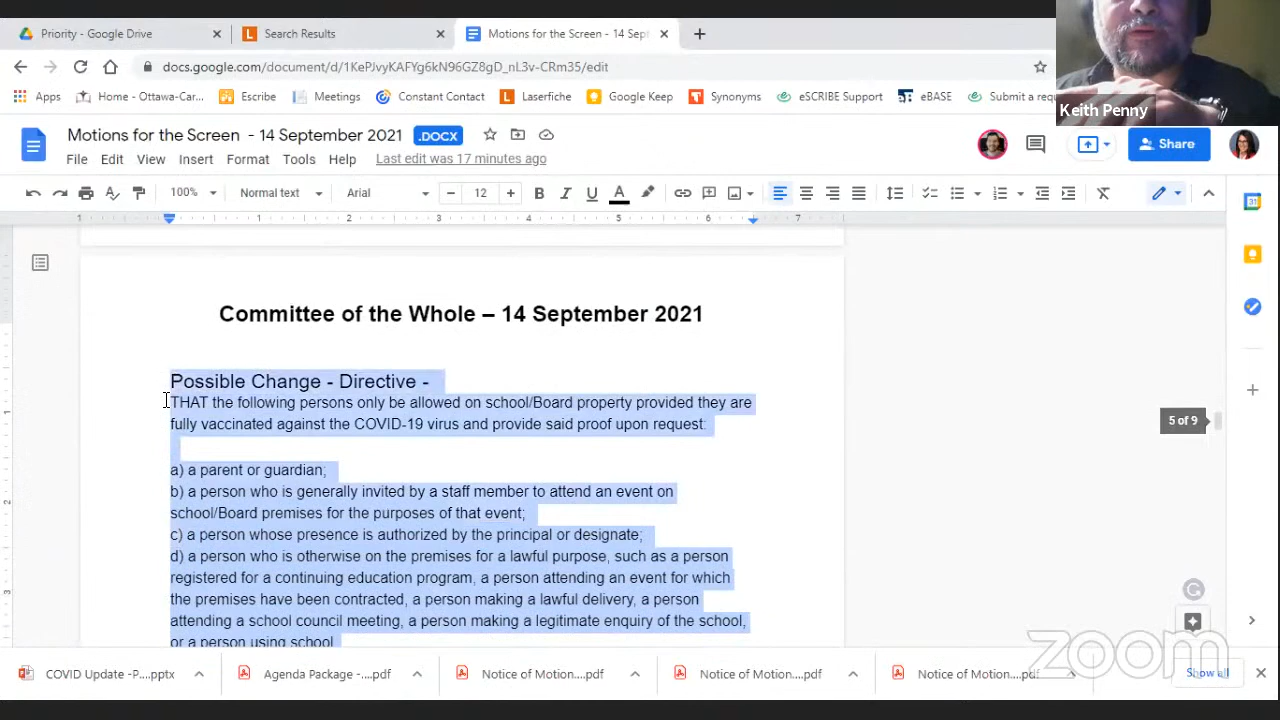 Priority - Google Drive
Search Results
Motions for the Screen - 14 Sept
docs.google.com/document/d/1KePJvyKAFYg6kN96GZ8gD_nL3v-CRm35/edit
Apps Home - Ottawa-Car... Escribe Meetings Constant Contact Laserfiche Google Keep Synonyms eSCRIBE Support eBASE Submit a requ
Keith Penny
Motions for the Screen - 14 September 2021 .DOCX
Share
File Edit View Insert Format Tools Help Last edit was 17 minutes ago
100% Normal text Arial 12
1 1 2 3 4 5 6 7
Committee of the Whole – 14 September 2021
Possible Change - Directive -
THAT the following persons only be allowed on school/Board property provided they are
fully vaccinated against the COVID-19 virus and provide said proof upon request:
5 of 9
a) a parent or guardian;
b) a person who is generally invited by a staff member to attend an event on
school/Board premises for the purposes of that event;
c) a person whose presence is authorized by the principal or designate;
d) a person who is otherwise on the premises for a lawful purpose, such as a person
registered for a continuing education program, a person attending an event for which
the premises have been contracted, a person making a lawful delivery, a person
attending a school council meeting, a person making a legitimate enquiry of the school,
or a person using school
zoom
COVID Update -P....pptx Agenda Package -....pdf Notice of Motion....pdf Notice of Motion....pdf Notice of Motion....pdf Show all